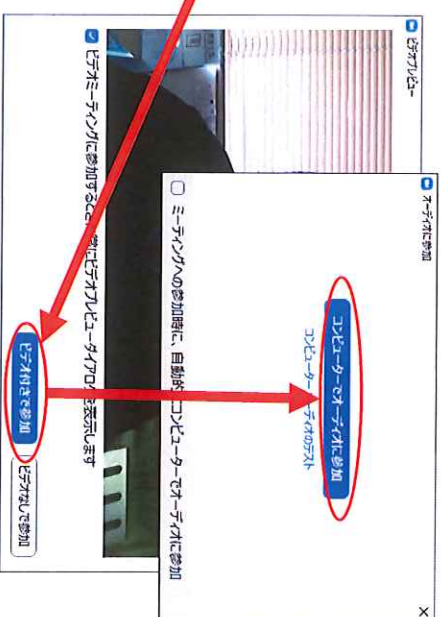 ビデオプレビュー
ビデオミーティングに参加するときに常にビデオプレビューダイアログを表示します
ビデオ付きで参加
ビデオなしで参加
オーディオに参加
コンピューターでオーディオに参加
コンピューター
ディオのテスト
ミーティングへの参加時に、自動的
コンピューターでオーディオに参加